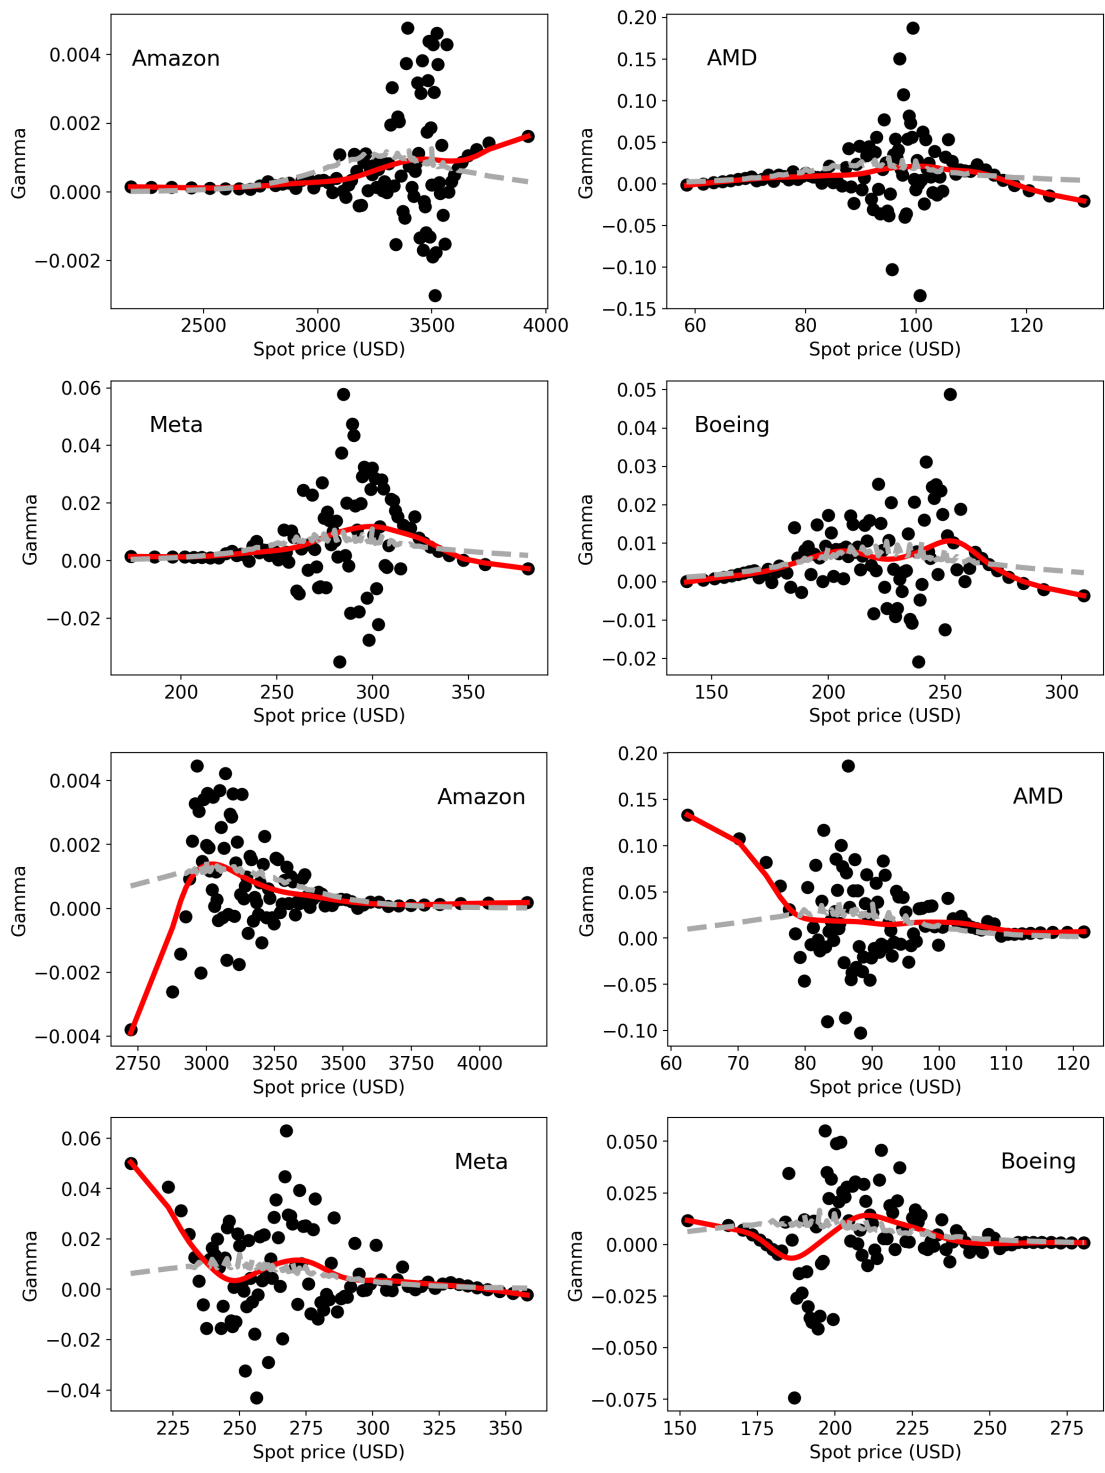 Amazon
Gamma
0.004
0.002
0.000
−0.002
2500 3000 3500 4000
Spot price (USD)
AMD
Gamma
0.20
0.15
0.10
0.05
0.00
−0.05
−0.10
−0.15
60 80 100 120
Spot price (USD)
Meta
Gamma
0.06
0.04
0.02
0.00
−0.02
200 250 300 350
Spot price (USD)
Boeing
Gamma
0.05
0.04
0.03
0.02
0.01
0.00
−0.01
−0.02
150 200 250 300
Spot price (USD)
Amazon
Gamma
0.004
0.002
0.000
−0.002
−0.004
2750 3000 3250 3500 3750 4000
Spot price (USD)
AMD
Gamma
0.20
0.15
0.10
0.05
0.00
−0.05
−0.10
60 70 80 90 100 110 120
Spot price (USD)
Meta
Gamma
0.06
0.04
0.02
0.00
−0.02
−0.04
225 250 275 300 325 350
Spot price (USD)
Boeing
Gamma
0.050
0.025
0.000
−0.025
−0.050
−0.075
150 175 200 225 250 275
Spot price (USD)